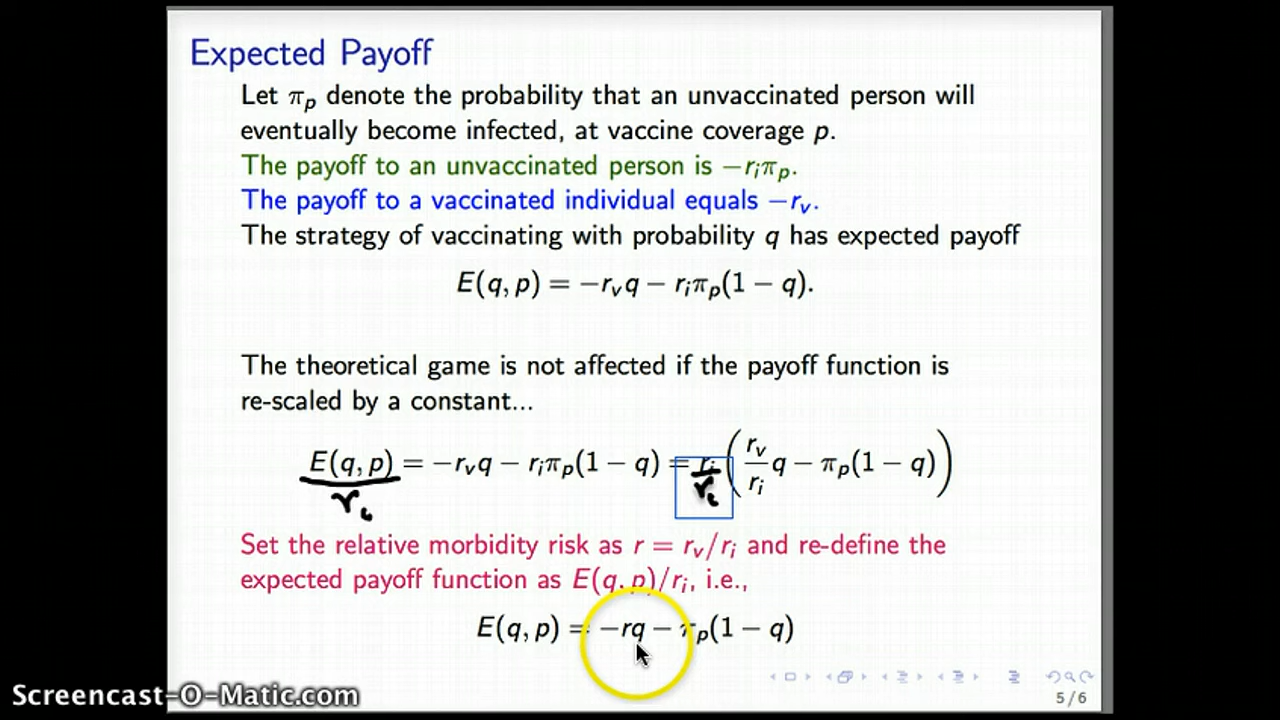 Expected Payoff
Let π_p denote the probability that an unvaccinated person will
eventually become infected, at vaccine coverage p.
The payoff to an unvaccinated person is −r_iπ_p.
The payoff to a vaccinated individual equals −r_v.
The strategy of vaccinating with probability q has expected payoff
E(q, p) = −r_vq − r_iπ_p(1 − q).
The theoretical game is not affected if the payoff function is
re-scaled by a constant...
E(q, p)/r_i = −r_vq − r_iπ_p(1 − q) = r_i/r_i (r_v/r_i q − π_p(1 − q))
Set the relative morbidity risk as r = r_v/r_i and re-define the
expected payoff function as E(q, p)/r_i, i.e.,
E(q, p) = −rq − π_p(1 − q)
5 / 6
Screencast-O-Matic.com